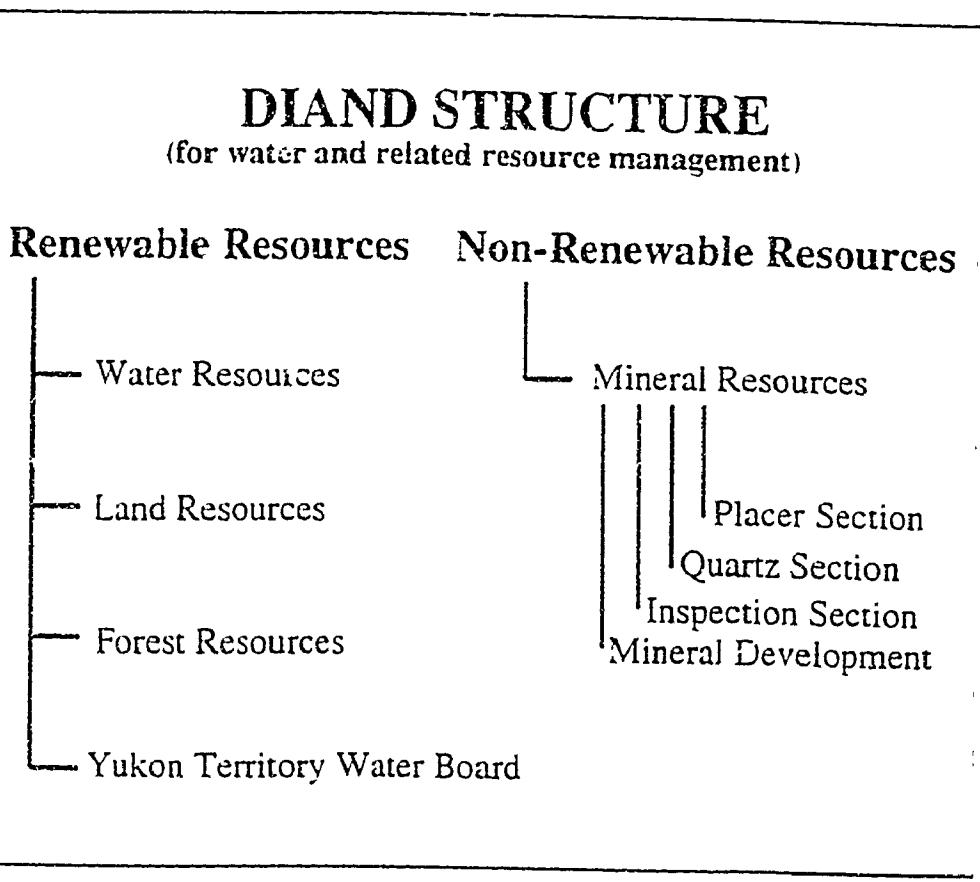 DIAND STRUCTURE
(for water and related resource management)
Renewable Resources
Water Resources
Land Resources
Forest Resources
Yukon Territory Water Board
Non-Renewable Resources
Mineral Resources
Placer Section
Quartz Section
Inspection Section
Mineral Development